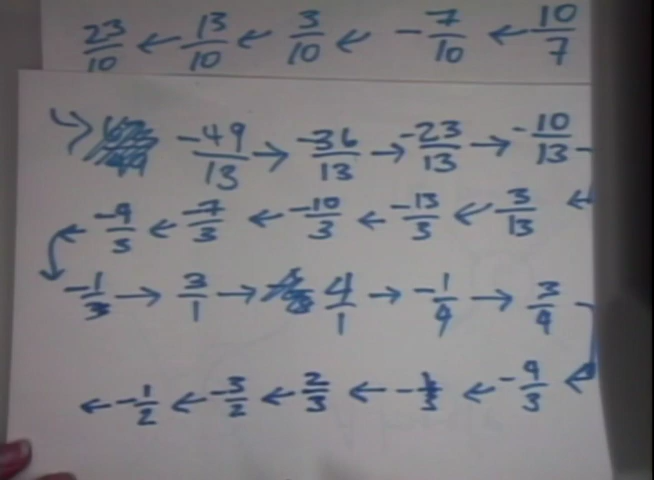 23/10 ← 13/10 ← 3/10 ← -7/10 ← 10/7
-49/13 → -36/13 → -23/13 → -10/13
-9/3 ← -7/3 ← -10/3 ← -13/3 ← 3/13 ←
-1/3 → 3/1 → 4/1 → -1/4 → 3/4
← -1/2 ← -3/2 ← 2/3 ← -1/3 ← -9/3 ←